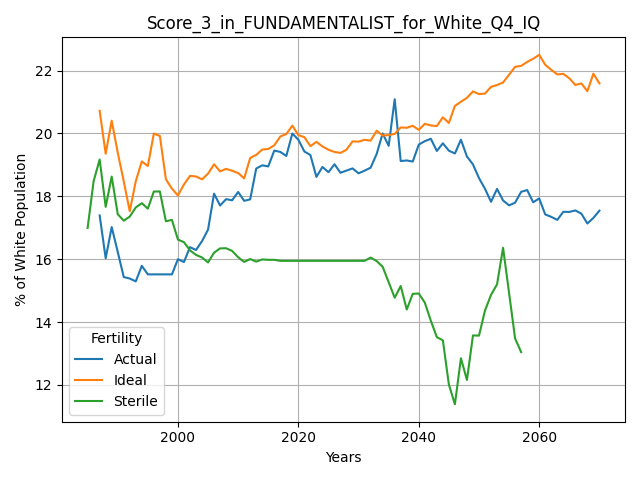 Score_3_in_FUNDAMENTALIST_for_White_Q4_IQ
% of White Population
22
20
18
16
14
12
Fertility
Actual
Ideal
Sterile
2000 2020 2040 2060
Years